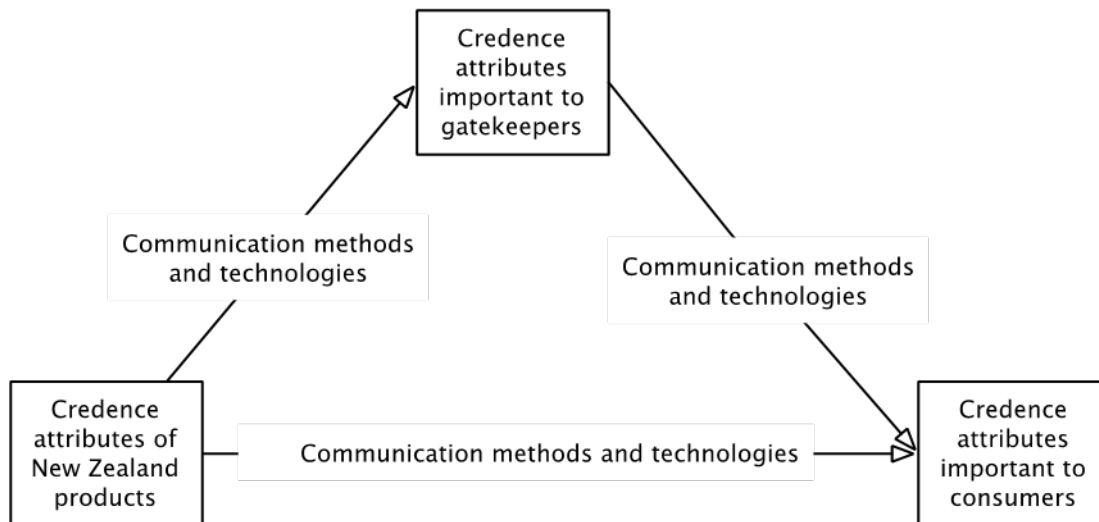 Credence
attributes
important to
gatekeepers
Communication methods
and technologies
Communication methods
and technologies
Credence
attributes of
New Zealand
products
Communication methods and technologies
Credence
attributes
important to
consumers